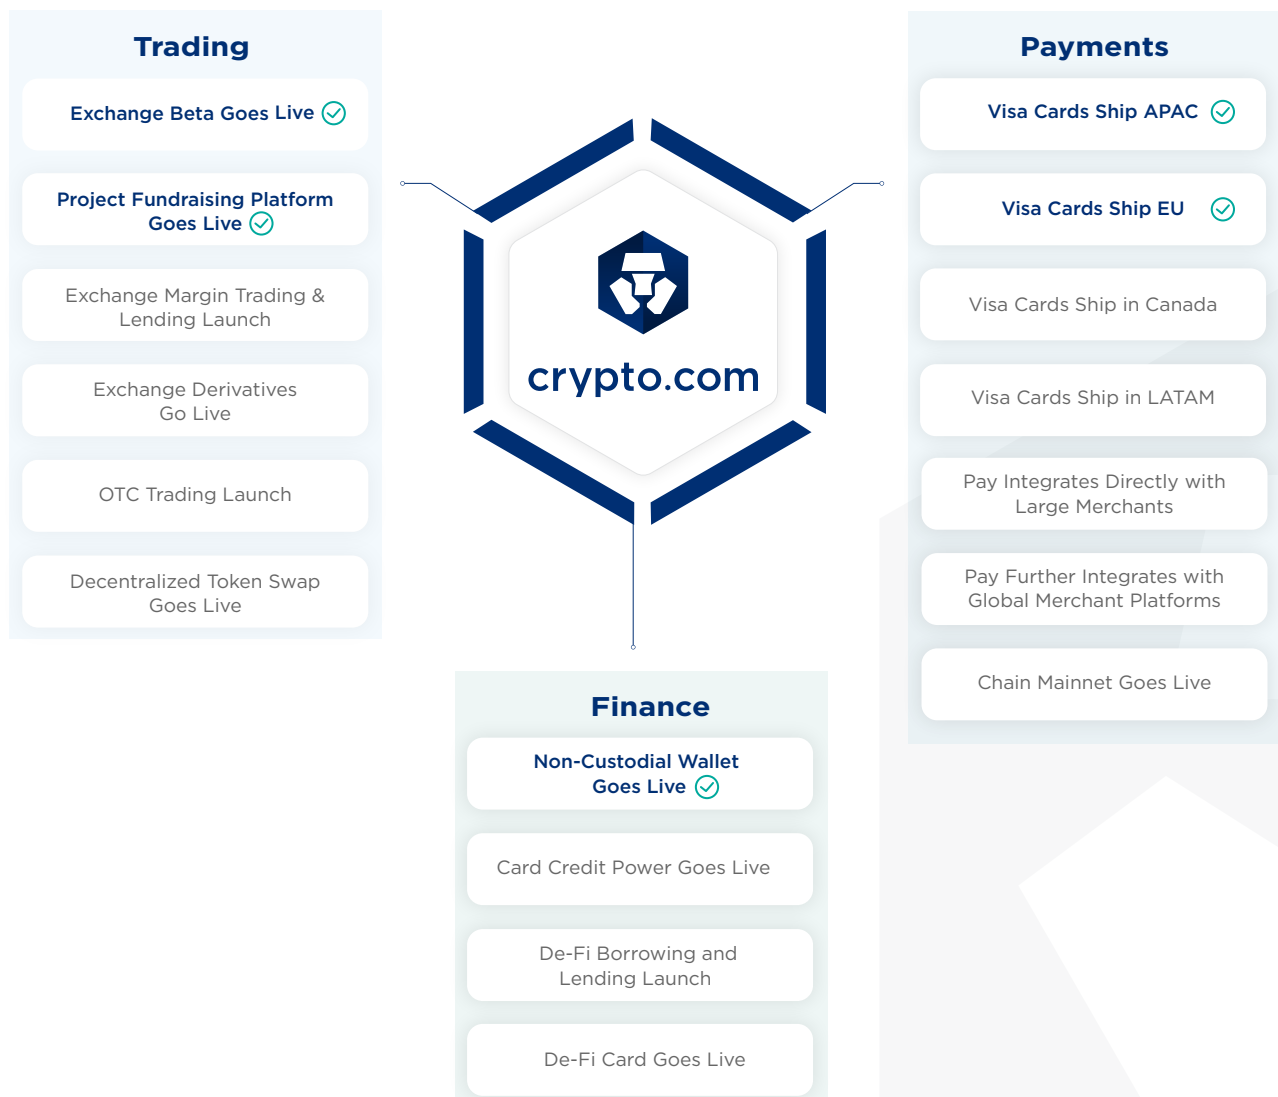 Trading
Exchange Beta Goes Live
Project Fundraising Platform
Goes Live
Exchange Margin Trading &
Lending Launch
Exchange Derivatives
Go Live
OTC Trading Launch
Decentralized Token Swap
Goes Live
crypto.com
Payments
Visa Cards Ship APAC
Visa Cards Ship EU
Visa Cards Ship in Canada
Visa Cards Ship in LATAM
Pay Integrates Directly with
Large Merchants
Pay Further Integrates with
Global Merchant Platforms
Chain Mainnet Goes Live
Finance
Non-Custodial Wallet
Goes Live
Card Credit Power Goes Live
De-Fi Borrowing and
Lending Launch
De-Fi Card Goes Live